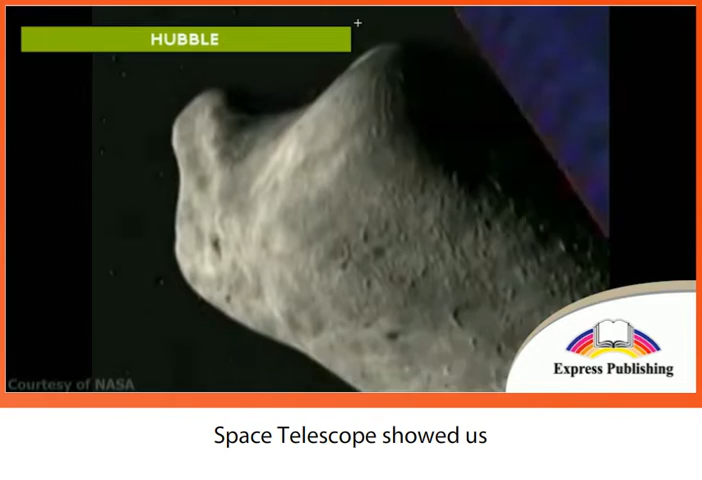 HUBBLE
Courtesy of NASA
Express Publishing
Space Telescope showed us